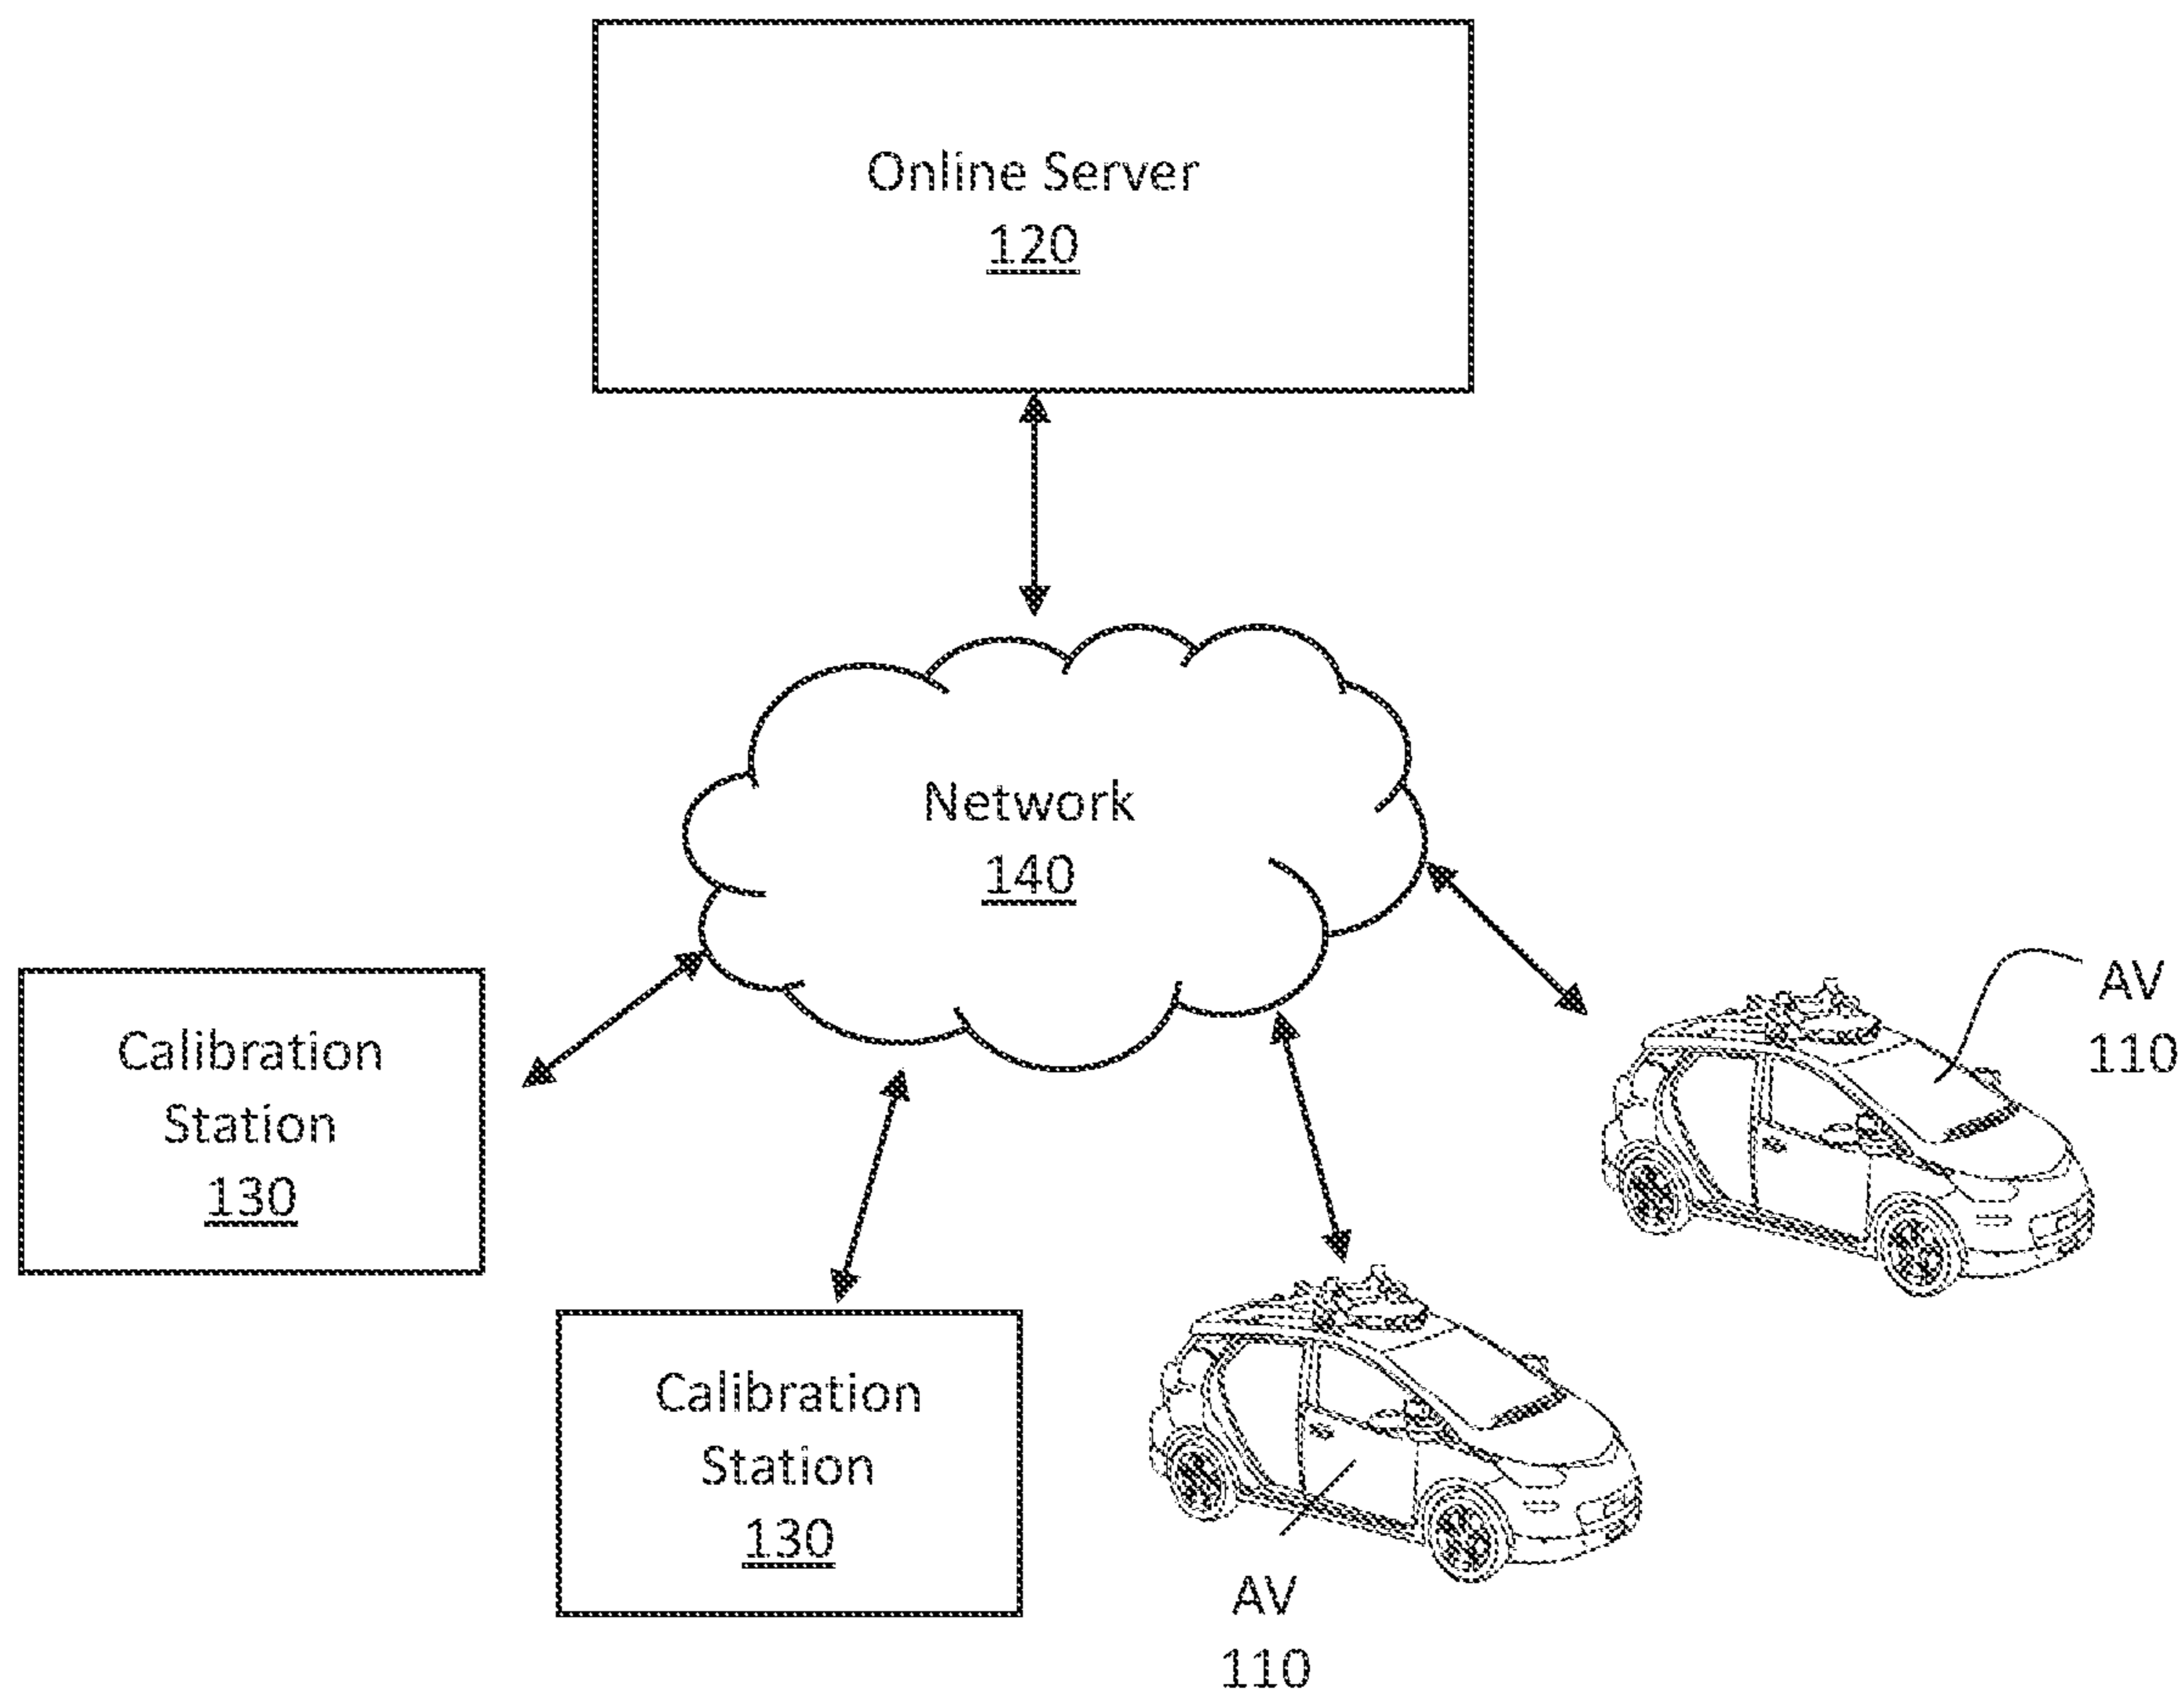 Online Server
120
Network
140
Calibration
Station
130
AV
110
Calibration
Station
130
AV
110